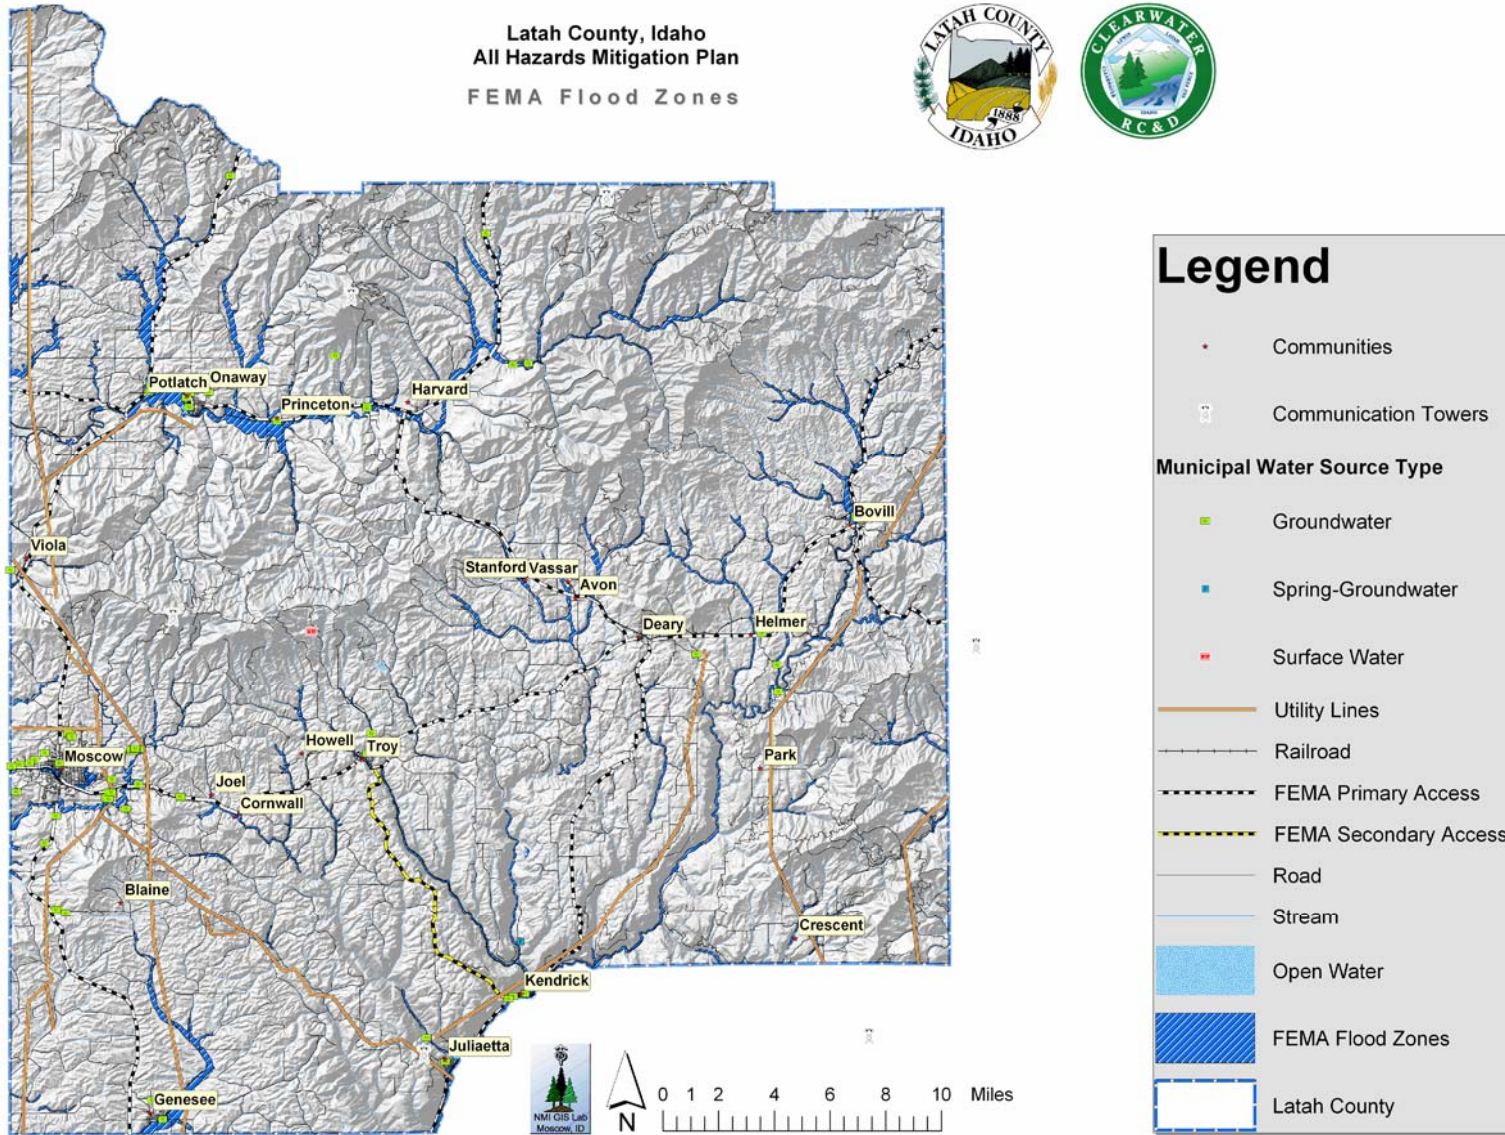 Latah County, Idaho
All Hazards Mitigation Plan
FEMA Flood Zones
LATAH COUNTY
1888
IDAHO
CLEARWATER
RC&D
Legend
Communities
Communication Towers
Municipal Water Source Type
Groundwater
Spring-Groundwater
Surface Water
Utility Lines
Railroad
FEMA Primary Access
FEMA Secondary Access
Road
Stream
Open Water
FEMA Flood Zones
Latah County
Potlatch
Onaway
Princeton
Harvard
Bovill
Viola
Stanford
Vassar
Avon
Deary
Helmer
Moscow
Howell
Troy
Park
Joel
Cornwall
Blaine
Crescent
Kendrick
Juliaetta
Genesee
NMI GIS Lab
Moscow, ID
N
0 1 2 4 6 8 10 Miles